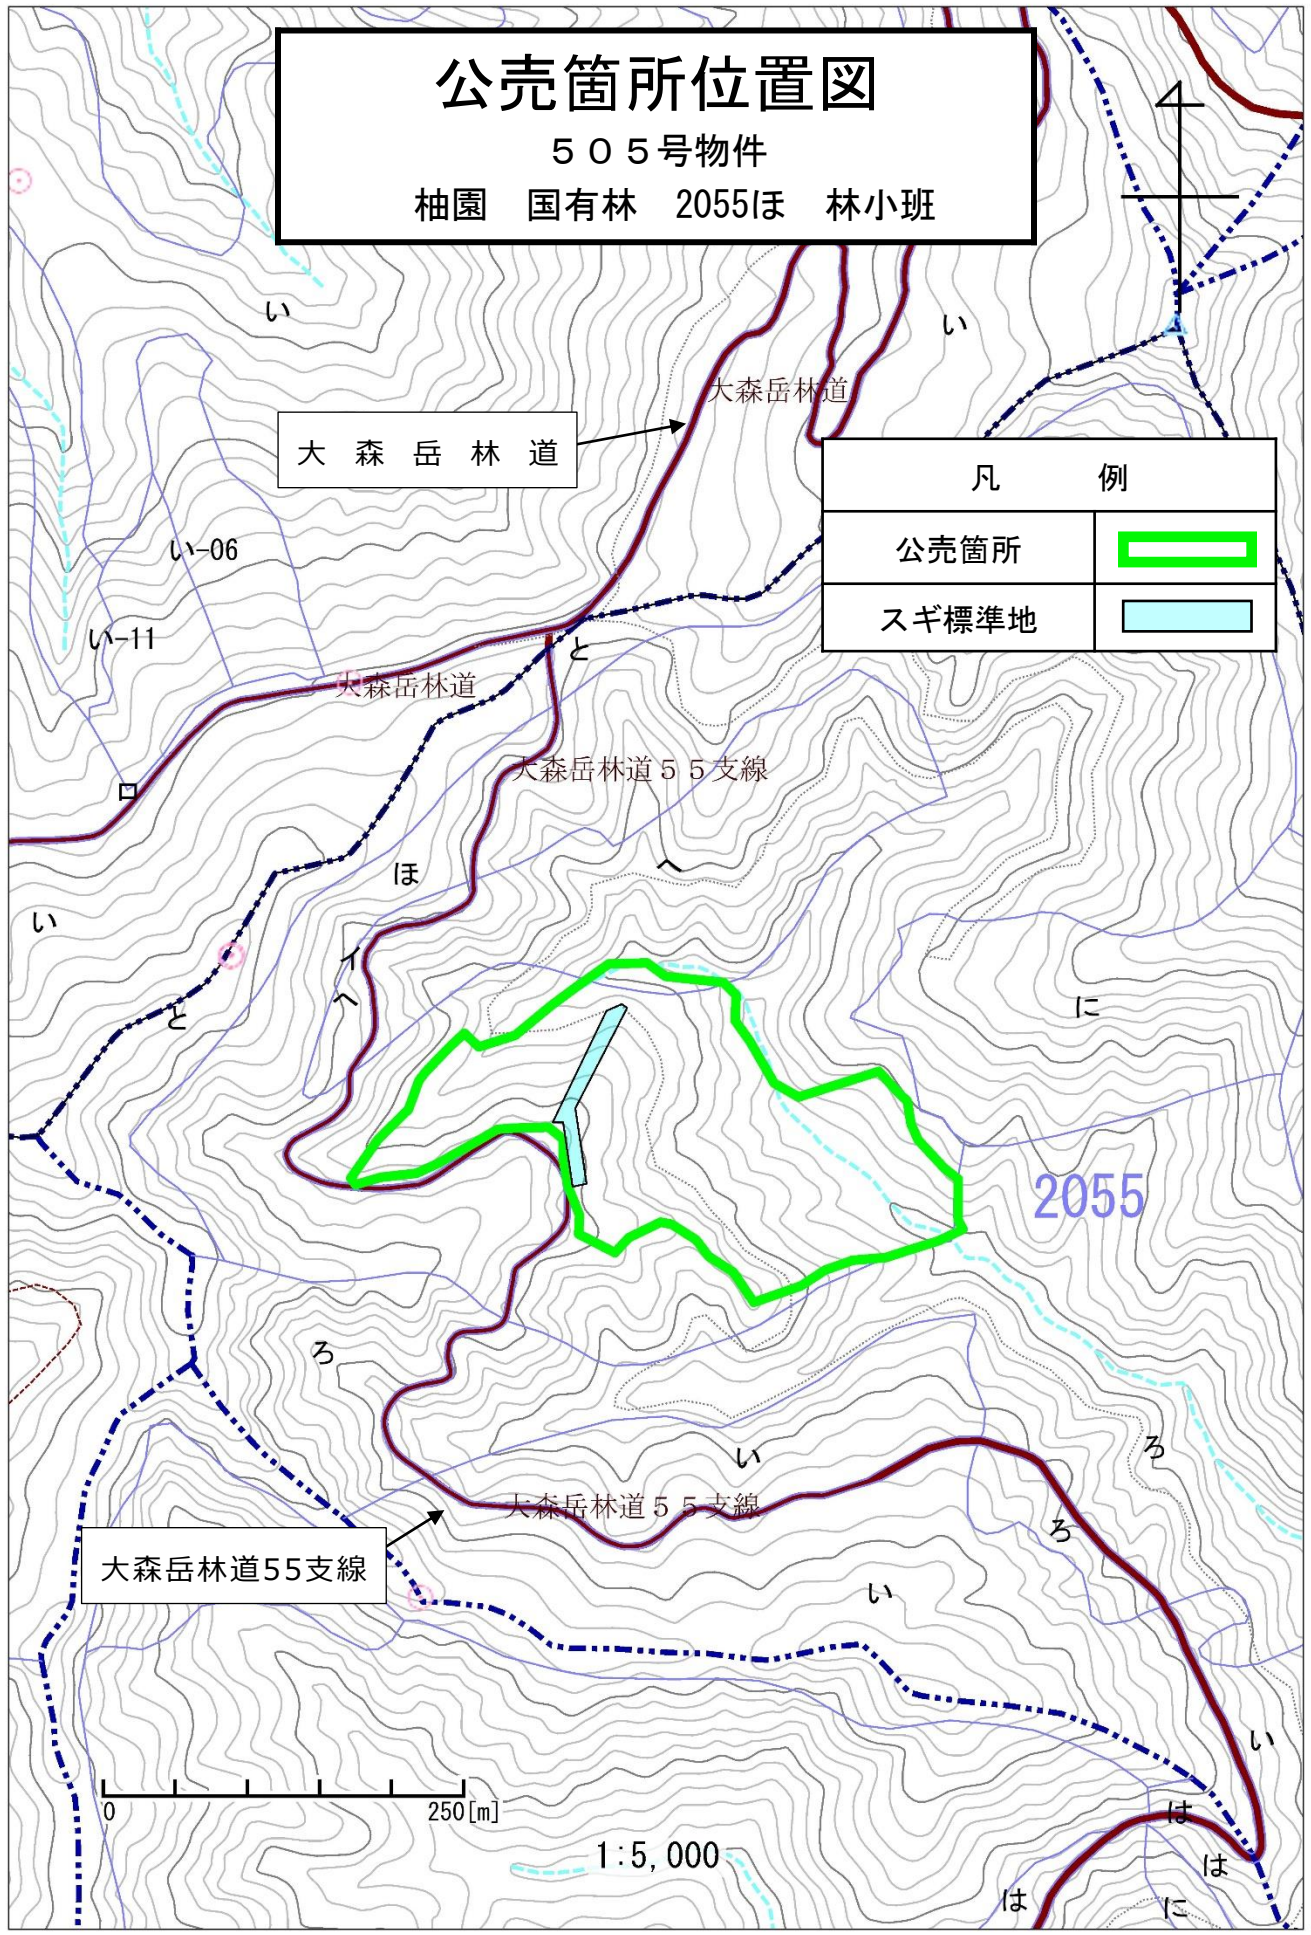 公売箇所位置図
５０５号物件
柚園　国有林　2055ほ　林小班
い
い
大森岳林道
大　森　岳　林　道
凡　例
公売箇所
スギ標準地
い-06
い-11
と
大森岳林道
大森岳林道５５支線
ロ
ほ
へ
い
イ
へ
と
に
2055
ろ
い
ろ
大森岳林道５５支線
ろ
大森岳林道55支線
い
い
0
250[m]
は
1:5,000
は
は
に